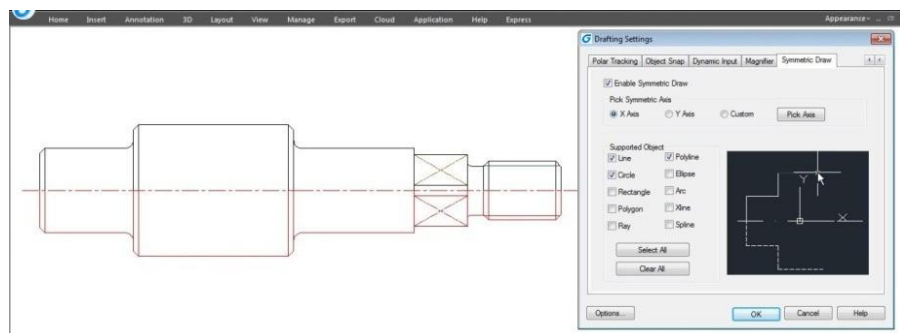 Home Insert Annotation 3D Layout View Manage Export Cloud Application Help Express Appearance
Drafting Settings
Polar Tracking Object Snap Dynamic Input Magnifier Symmetric Draw
Enable Symmetric Draw
Pick Symmetric Axis
X Axis Y Axis Custom Pick Axis
Supported Object
Line Polyline
Circle Ellipse
Rectangle Arc
Polygon Xline
Ray Spline
Select All
Clear All
Y
X
Options... OK Cancel Help